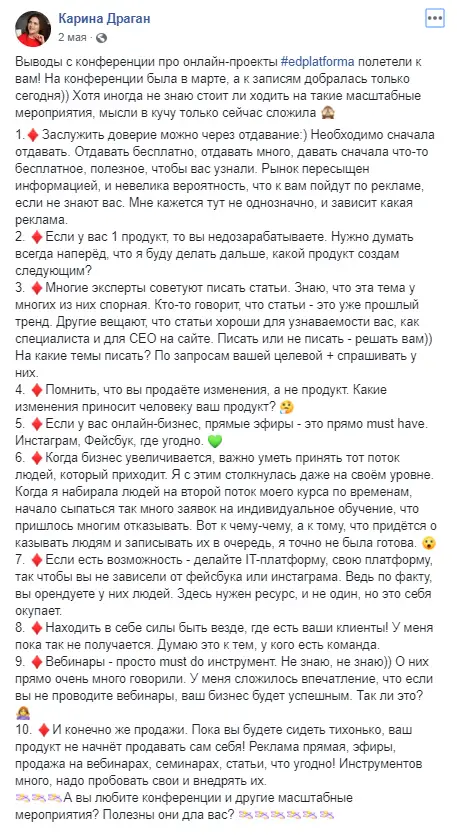 Карина Драган
2 мая ·
Выводы с конференции про онлайн-проекты #edplatforma полетели к
вам! На конференции была в марте, а к записям добралась только
сегодня)) Хотя иногда не знаю стоит ли ходить на такие масштабные
мероприятия, мысли в кучу только сейчас сложила 🙈
1.♦️Заслужить доверие можно через отдавание:) Необходимо сначала
отдавать. Отдавать бесплатно, отдавать много, давать сначала что-то
бесплатное, полезное, чтобы вас узнали. Рынок пересыщен
информацией, и невелика вероятность, что к вам пойдут по рекламе,
если не знают вас. Мне кажется тут не однозначно, и зависит какая
реклама.
2. ♦️Если у вас 1 продукт, то вы недозарабатываете. Нужно думать
всегда наперёд, что я буду делать дальше, какой продукт создам
следующим?
3. ♦️Многие эксперты советуют писать статьи. Знаю, что эта тема у
многих из них спорная. Кто-то говорит, что статьи - это уже прошлый
тренд. Другие вещают, что статьи хороши для узнаваемости вас, как
специалиста и для СЕО на сайте. Писать или не писать - решать вам))
На какие темы писать? По запросам вашей целевой + спрашивать у
них.
4. ♦️Помнить, что вы продаёте изменения, а не продукт. Какие
изменения приносит человеку ваш продукт? 🤔
5. ♦️Если у вас онлайн-бизнес, прямые эфиры - это прямо must have.
Инстаграм, Фейсбук, где угодно. 💚
6. ♦️Когда бизнес увеличивается, важно уметь принять тот поток
людей, который приходит. Я с этим столкнулась даже на своём уровне.
Когда я набирала людей на второй поток моего курса по временам,
начало сыпаться так много заявок на индивидуальное обучение, что
пришлось многим отказывать. Вот к чему-чему, а к тому, что придётся о
казывать людям и записывать их в очередь, я точно не была готова. 😮
7. ♦️Если есть возможность - делайте IT-платформу, свою платформу,
так чтобы вы не зависели от фейсбука или инстаграма. Ведь по факту,
вы орендуете у них людей. Здесь нужен ресурс, и не один, но это себя
окупает.
8. ♦️Находить в себе силы быть везде, где есть ваши клиенты! У меня
пока так не получается. Думаю это к тем, у кого есть команда.
9. ♦️Вебинары - просто must do инструмент. Не знаю, не знаю)) О них
прямо очень много говорили. У меня сложилось впечатление, что если
вы не проводите вебинары, ваш бизнес будет успешным. Так ли это?
🤷‍♀️
10. ♦️И конечно же продажи. Пока вы будете сидеть тихонько, ваш
продукт не начнёт продавать сам себя! Реклама прямая, эфиры,
продажа на вебинарах, семинарах, статьи, что угодно! Инструментов
много, надо пробовать свои и внедрять их.
А вы любите конференции и другие масштабные
мероприятия? Полезны они дла вас?